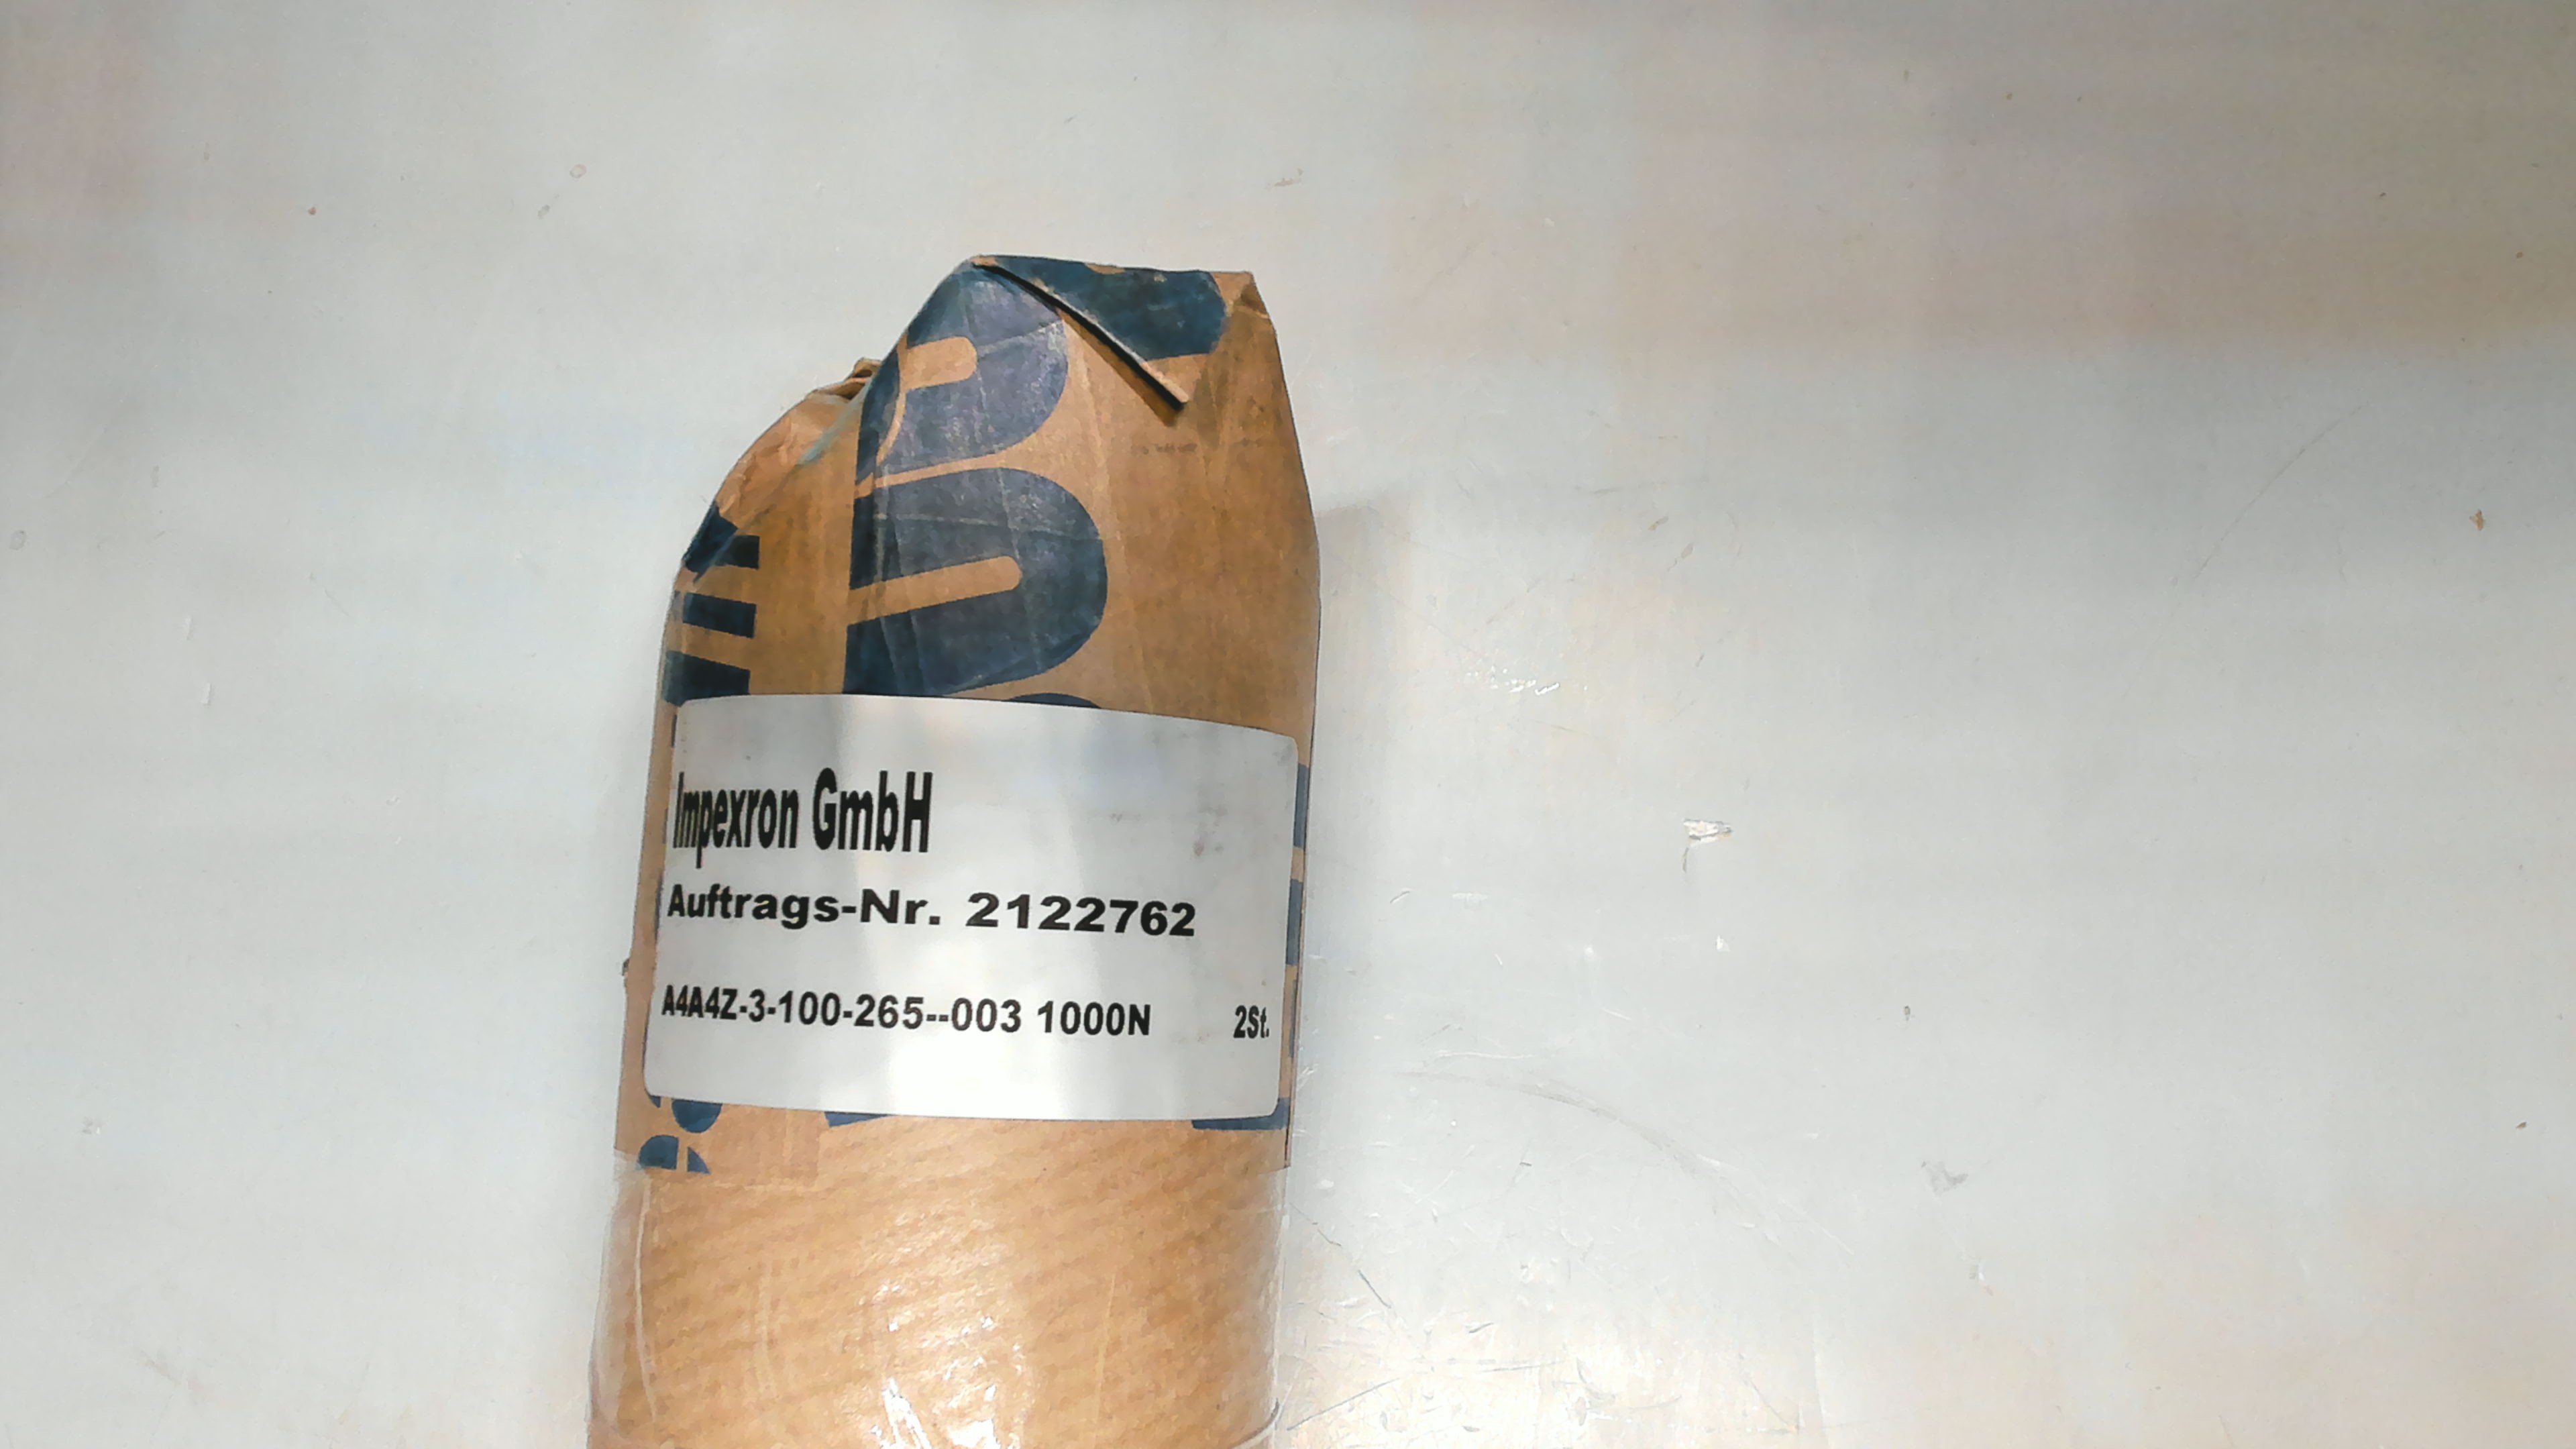 Impexron GmbH
Auftrags-Nr. 2122762
A4A4Z-3-100-265--003 1000N 2St.